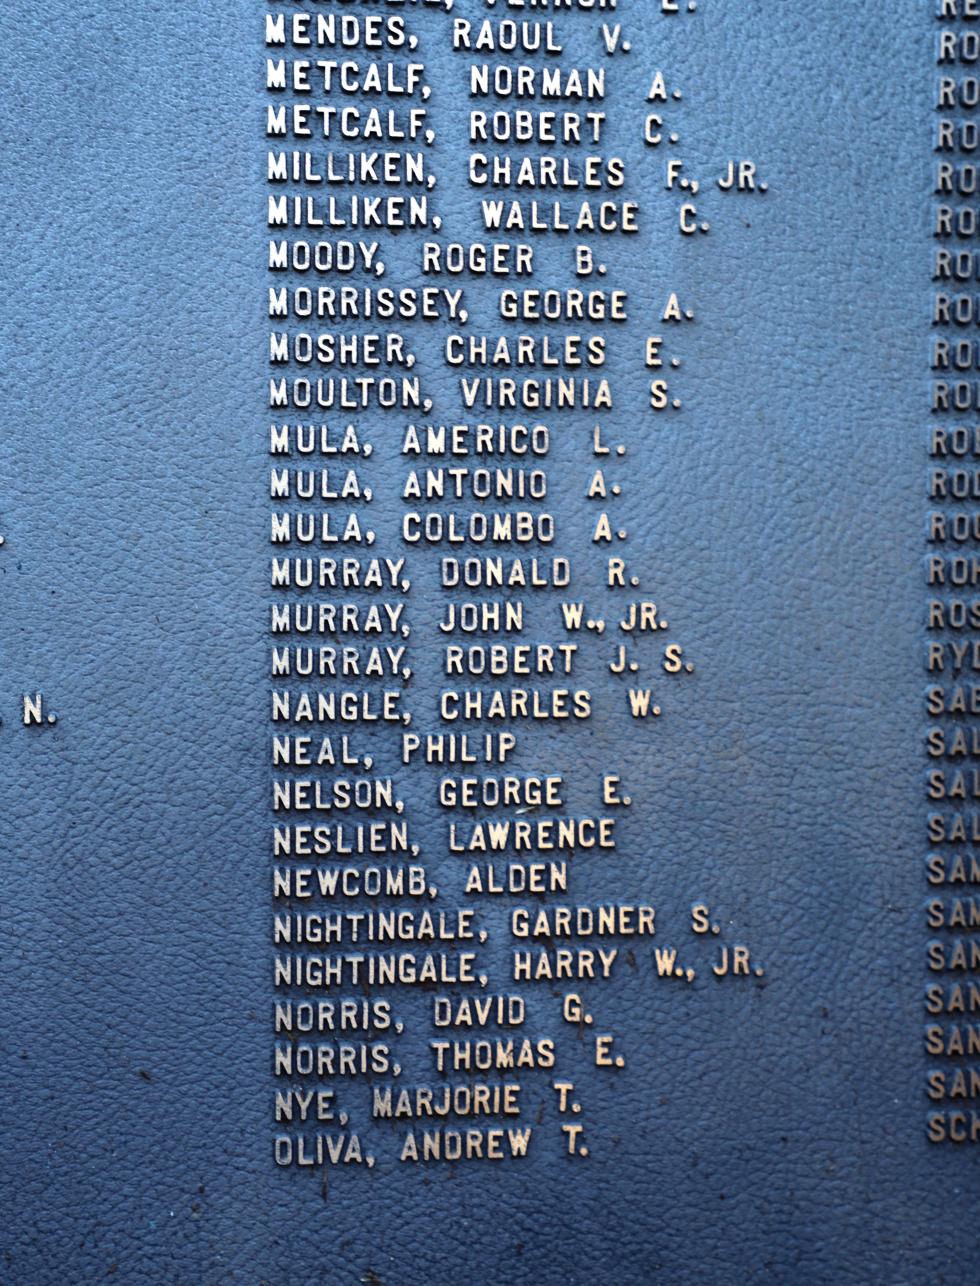 MENDES, RAOUL V.
METCALF, NORMAN A.
METCALF, ROBERT C.
MILLIKEN, CHARLES F., JR.
MILLIKEN, WALLACE C.
MOODY, ROGER B.
MORRISSEY, GEORGE A.
MOSHER, CHARLES E.
MOULTON, VIRGINIA S.
MULA, AMERICO L.
MULA, ANTONIO A.
MULA, COLOMBO A.
MURRAY, DONALD R.
MURRAY, JOHN W., JR.
MURRAY, ROBERT J. S.
NANGLE, CHARLES W.
NEAL, PHILIP
NELSON, GEORGE E.
NESLIEN, LAWRENCE
NEWCOMB, ALDEN
NIGHTINGALE, GARDNER S.
NIGHTINGALE, HARRY W., JR.
NORRIS, DAVID G.
NORRIS, THOMAS E.
NYE, MARJORIE T.
OLIVA, ANDREW T.
N.